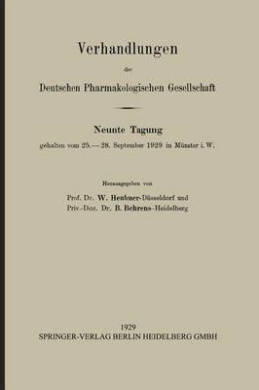 Verhandlungen
der
Deutschen Pharmakologischen Gesellschaft
Neunte Tagung
gehalten vom 25.—28. September 1929 in Münster i. W.
Herausgegeben von
Prof. Dr. W. Heubner-Düsseldorf und
Priv.-Doz. Dr. B. Behrens-Heidelberg
1929
SPRINGER-VERLAG BERLIN HEIDELBERG GMBH